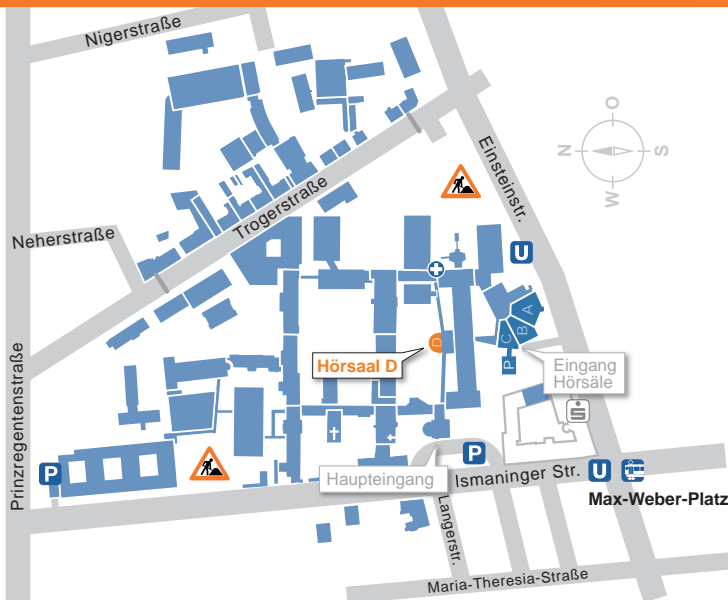 Nigerstraße
O
N
S
W
Einsteinstr.
Trogerstraße
Neherstraße
U
A
B
C
D
P
Hörsaal D
Eingang
Hörsäle
Prinzregentenstraße
S
P
P
Haupteingang
Ismaninger Str.
U
Max-Weber-Platz
Langerstr.
Maria-Theresia-Straße